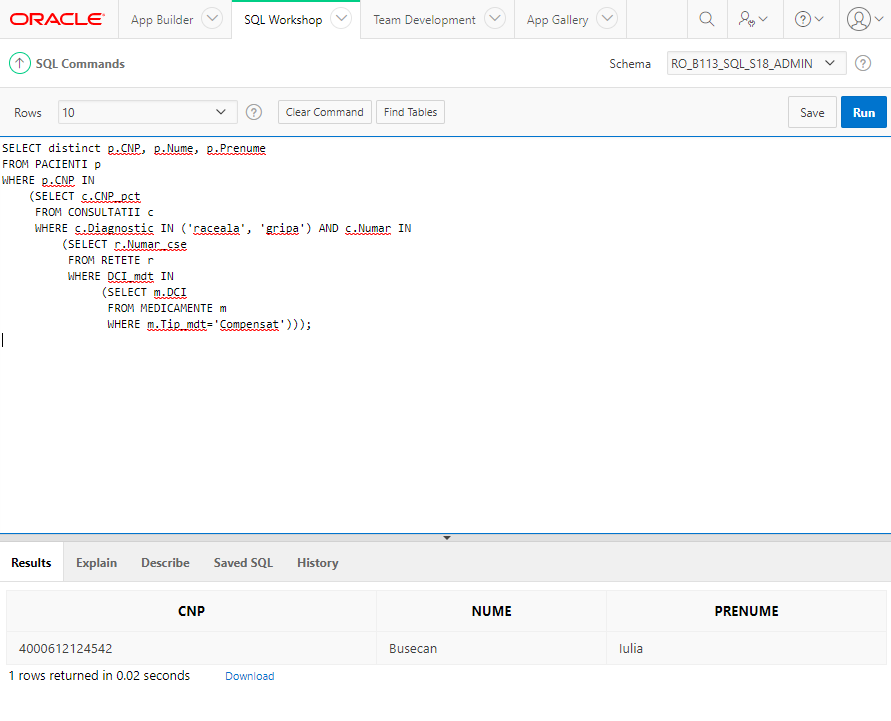 ORACLE App Builder SQL Workshop Team Development App Gallery
SQL Commands Schema RO_B113_SQL_S18_ADMIN ?
Rows 10 ? Clear Command Find Tables Save Run
SELECT distinct p.CNP, p.Nume, p.Prenume
FROM PACIENTI p
WHERE p.CNP IN
(SELECT c.CNP_pct
FROM CONSULTATII c
WHERE c.Diagnostic IN ('raceala', 'gripa') AND c.Numar IN
(SELECT r.Numar_cse
FROM RETETE r
WHERE DCI_mdt IN
(SELECT m.DCI
FROM MEDICAMENTE m
WHERE m.Tip_mdt='Compensat')));
Results Explain Describe Saved SQL History
CNP NUME PRENUME
4000612124542 Busecan Iulia
1 rows returned in 0.02 seconds Download